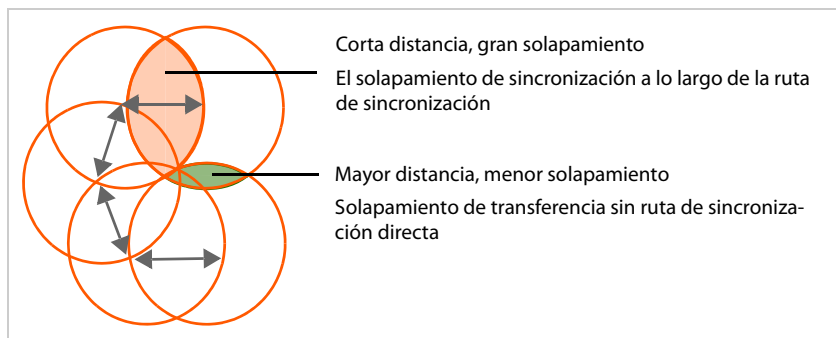 Corta distancia, gran solapamiento
El solapamiento de sincronización a lo largo de la ruta
de sincronización
Mayor distancia, menor solapamiento
Solapamiento de transferencia sin ruta de sincroniza-
ción directa